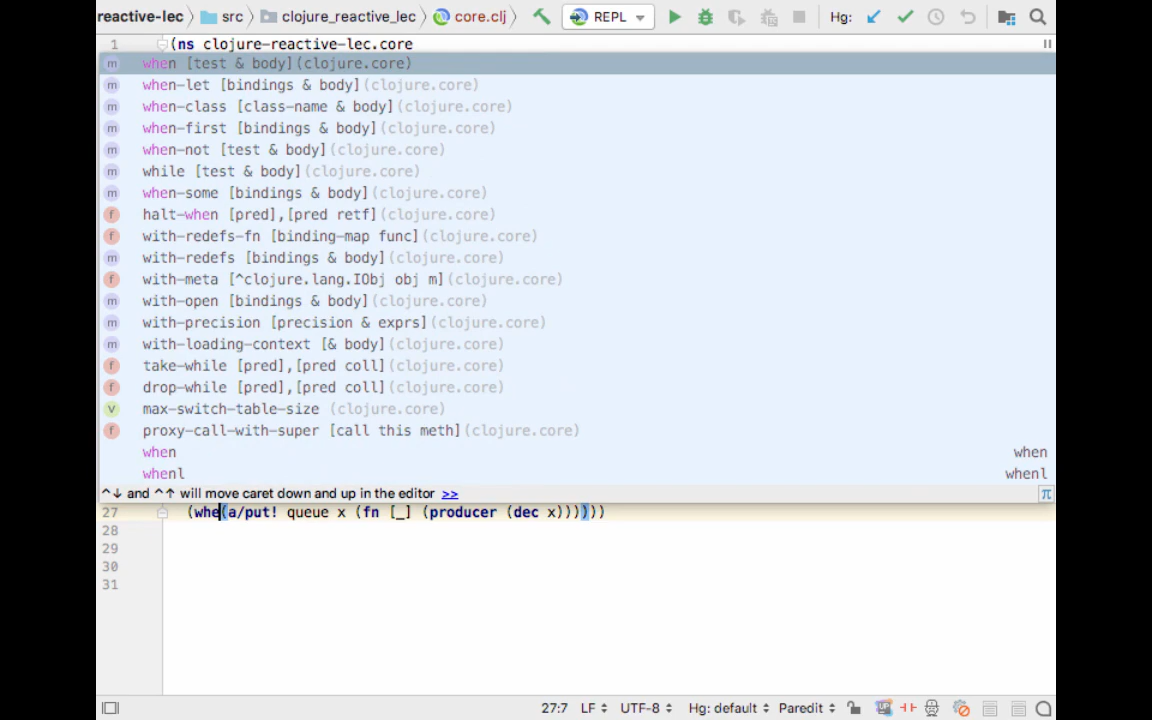 reactive-lec src clojure_reactive_lec core.clj REPL Hg:
1 (ns clojure-reactive-lec.core
m when [test & body](clojure.core)
m when-let [bindings & body](clojure.core)
m when-class [class-name & body](clojure.core)
m when-first [bindings & body](clojure.core)
m when-not [test & body](clojure.core)
m while [test & body](clojure.core)
m when-some [bindings & body](clojure.core)
f halt-when [pred],[pred retf](clojure.core)
f with-redefs-fn [binding-map func](clojure.core)
m with-redefs [bindings & body](clojure.core)
f with-meta [^clojure.lang.IObj obj m](clojure.core)
m with-open [bindings & body](clojure.core)
m with-precision [precision & exprs](clojure.core)
m with-loading-context [& body](clojure.core)
f take-while [pred],[pred coll](clojure.core)
f drop-while [pred],[pred coll](clojure.core)
v max-switch-table-size (clojure.core)
f proxy-call-with-super [call this meth](clojure.core)
when when
whenl whenl
^↓ and ^↑ will move caret down and up in the editor >> π
27 (whe(a/put! queue x (fn [_] (producer (dec x))))))
28
29
30
31
27:7 LF UTF-8 Hg: default Paredit